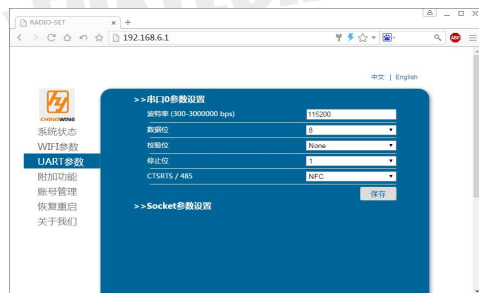 RADIO-SET
192.168.6.1
ABP
中文 | English
CHINOWING
系统状态
WIFI参数
UART参数
附加功能
账号管理
恢复重启
关于我们
>>串口0参数设置
波特率 (300-3000000 bps) 115200
数据位 8
校验位 None
停止位 1
CTSRTS / 485 NFC
保存
>>Socket参数设置